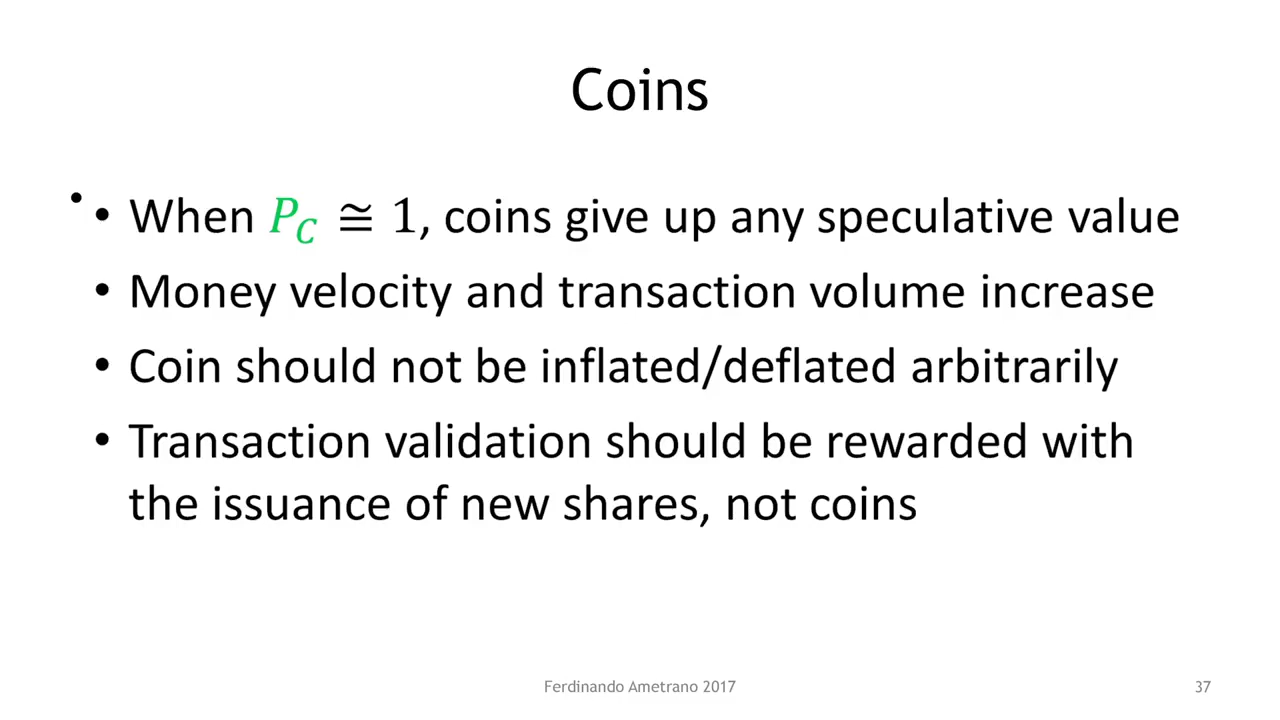 Coins
• • When P_C ≅ 1, coins give up any speculative value
• Money velocity and transaction volume increase
• Coin should not be inflated/deflated arbitrarily
• Transaction validation should be rewarded with
the issuance of new shares, not coins
Ferdinando Ametrano 2017 37